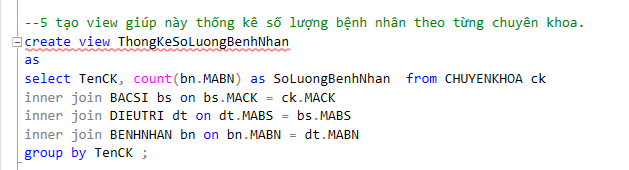 --5 tạo view giúp này thống kê số lượng bệnh nhân theo từng chuyên khoa.
create view ThongKeSoLuongBenhNhan
as
select TenCK, count(bn.MABN) as SoLuongBenhNhan  from CHUYENKHOA ck
inner join BACSI bs on bs.MACK = ck.MACK
inner join DIEUTRI dt on dt.MABS = bs.MABS
inner join BENHNHAN bn on bn.MABN = dt.MABN
group by TenCK ;